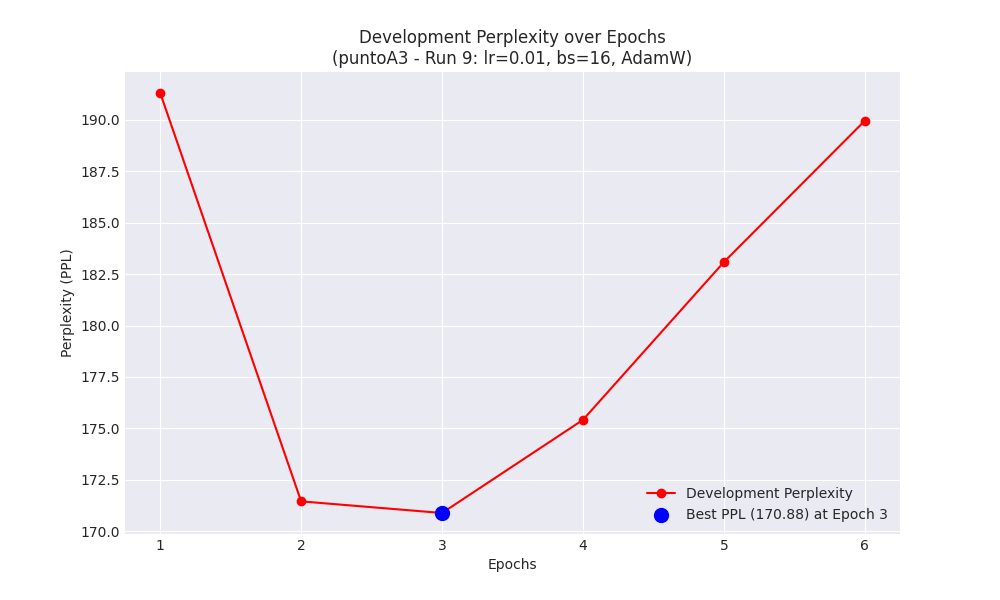 Development Perplexity over Epochs
(puntoA3 - Run 9: lr=0.01, bs=16, AdamW)
Perplexity (PPL)
190.0
187.5
185.0
182.5
180.0
177.5
175.0
172.5
170.0
Development Perplexity
Best PPL (170.88) at Epoch 3
1 2 3 4 5 6
Epochs